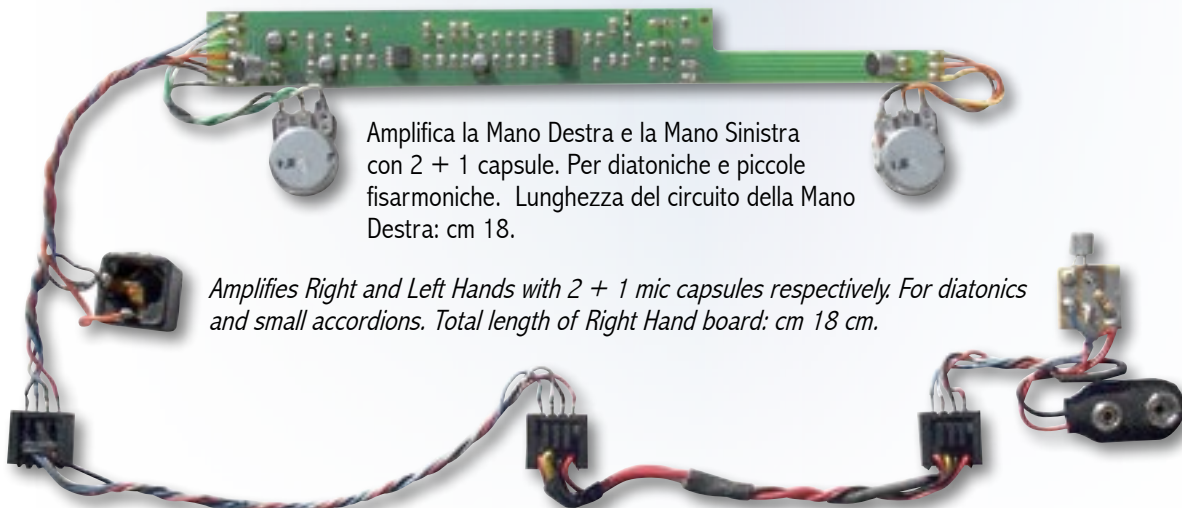 Amplifica la Mano Destra e la Mano Sinistra
con 2 + 1 capsule. Per diatoniche e piccole
fisarmoniche. Lunghezza del circuito della Mano
Destra: cm 18.
Amplifies Right and Left Hands with 2 + 1 mic capsules respectively. For diatonics
and small accordions. Total length of Right Hand board: cm 18 cm.